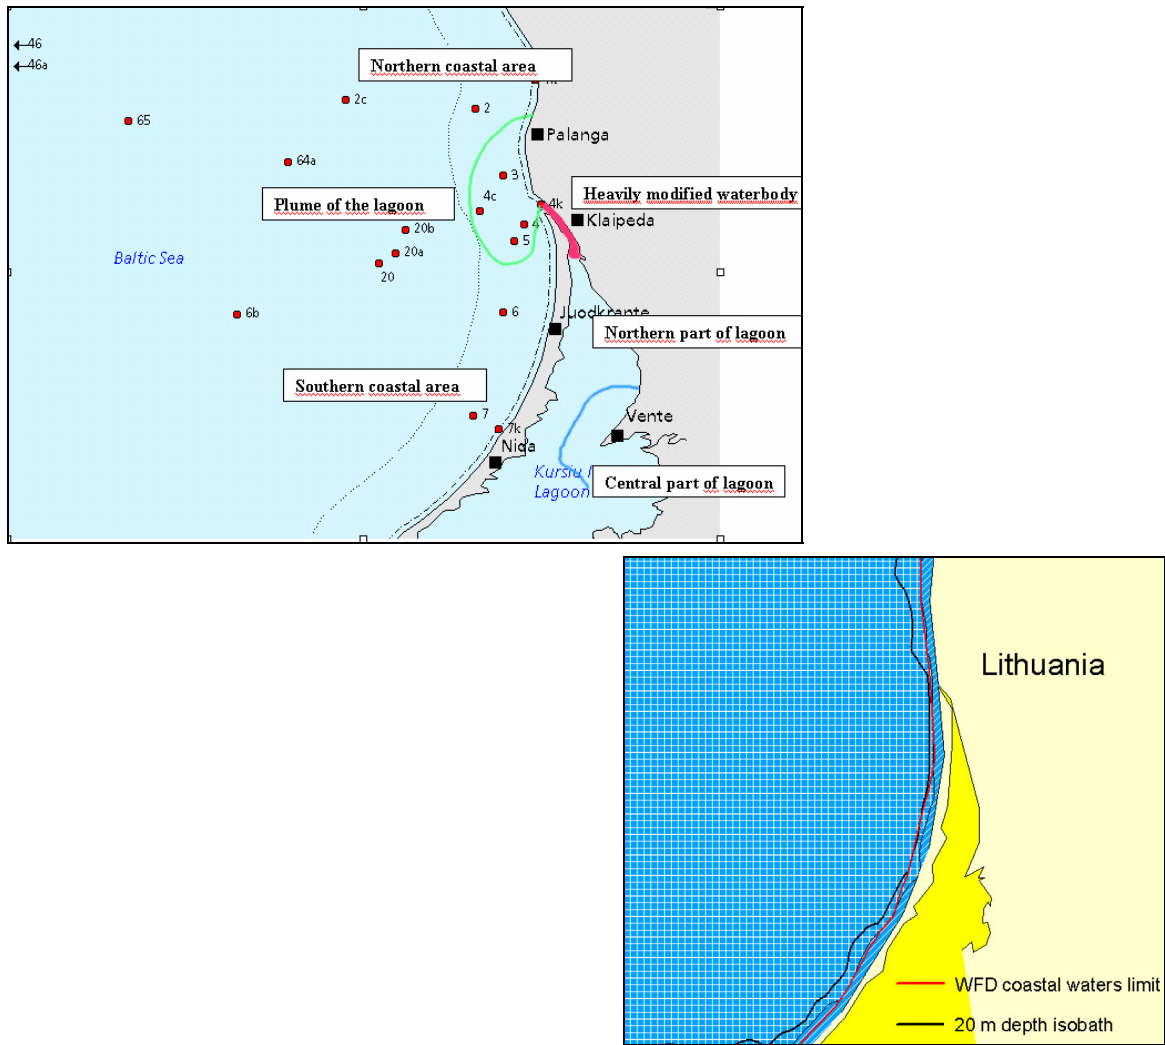 46
46a
Northern coastal area
2c
2
65
Palanga
64a
3
Heavily modified waterbody
Plume of the lagoon
4c
4k
Klaipeda
4
20b
5
20a
Baltic Sea
20
6b
6
Juodkrante
Northern part of lagoon
Southern coastal area
7
Vente
7k
Nida
Kursiu
Lagoon
Central part of lagoon
Lithuania
WFD coastal waters limit
20 m depth isobath